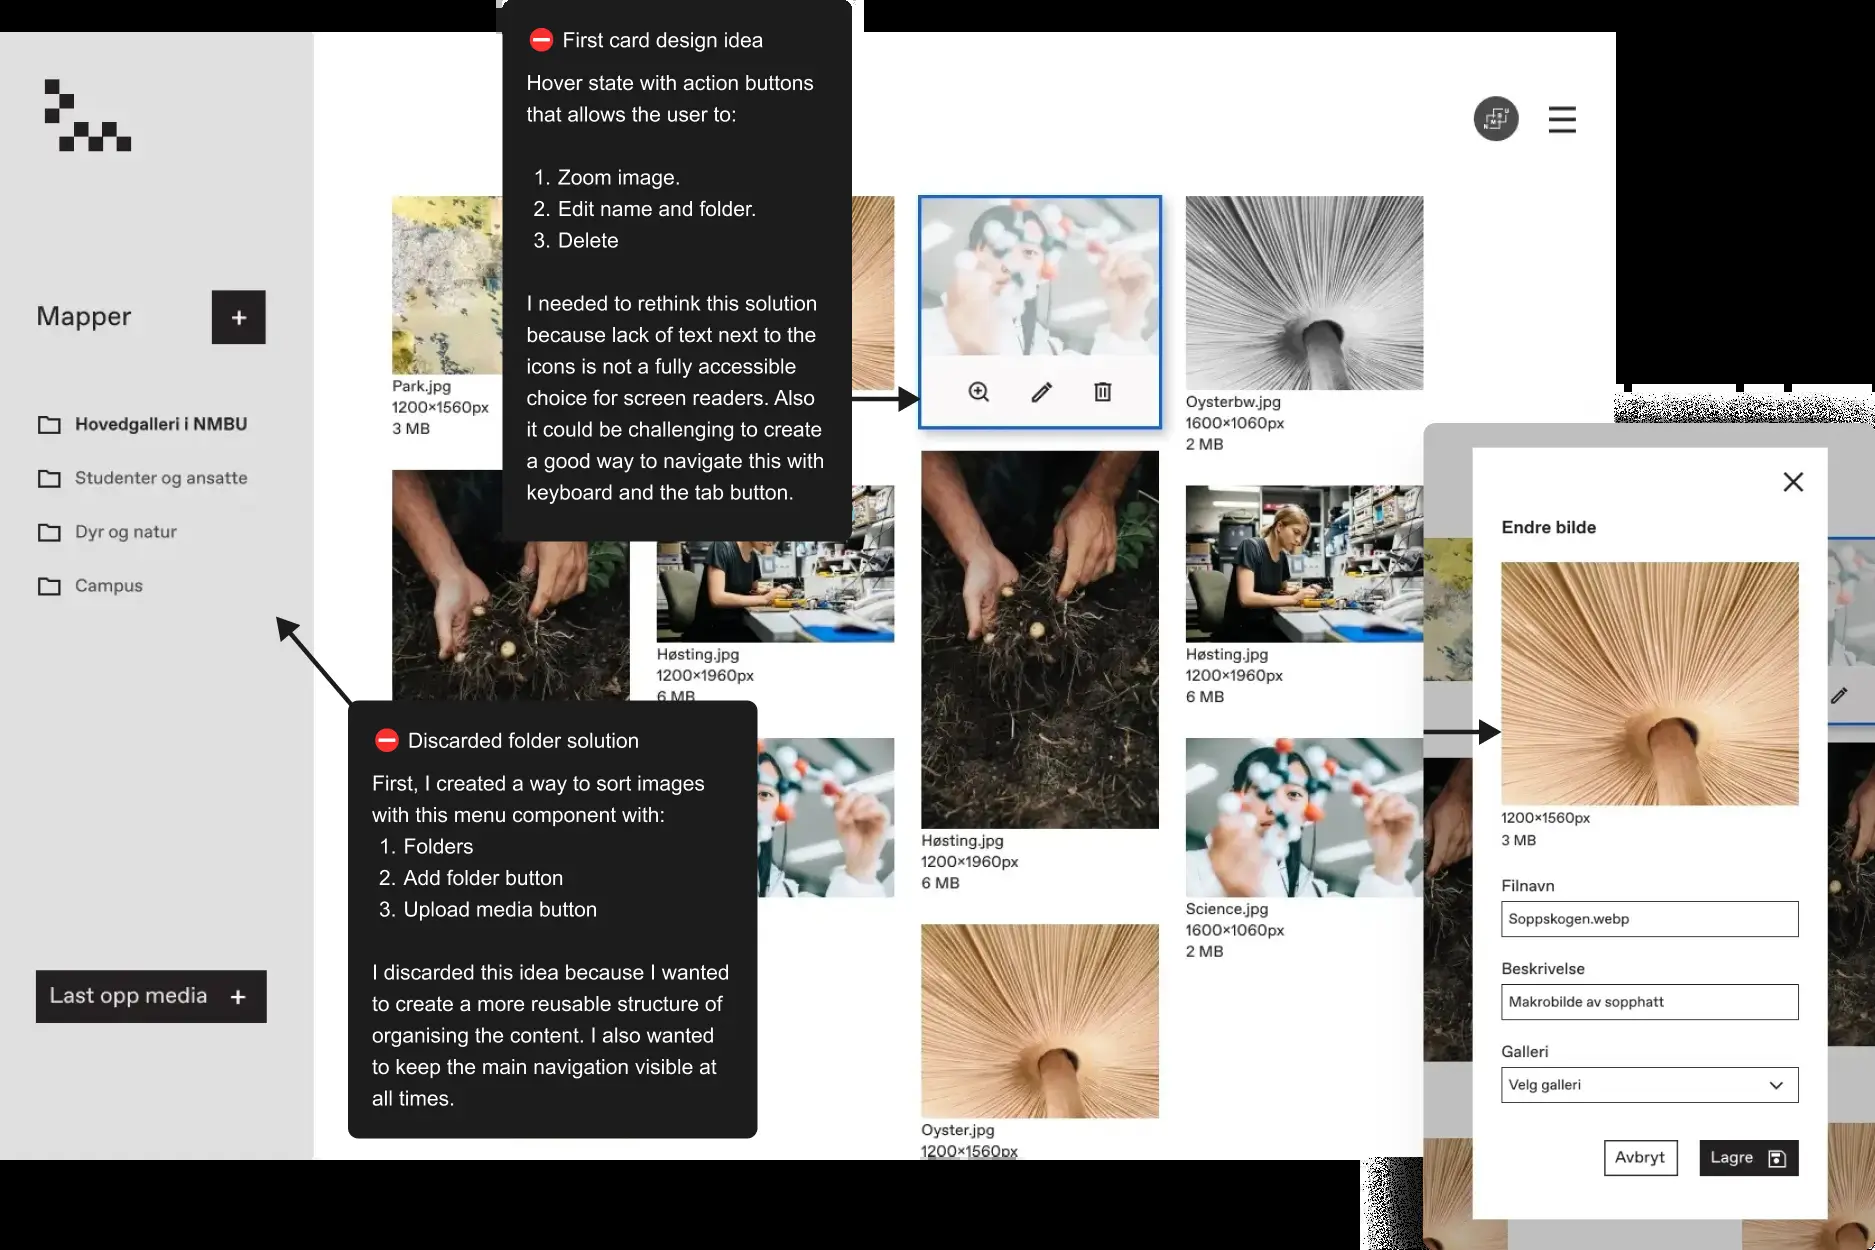 First card design idea
Hover state with action buttons
that allows the user to:
1. Zoom image.
2. Edit name and folder.
3. Delete
I needed to rethink this solution
because lack of text next to the
icons is not a fully accessible
choice for screen readers. Also
it could be challenging to create
a good way to navigate this with
keyboard and the tab button.
Mapper
+
Hovedgalleri i NMBU
Studenter og ansatte
Dyr og natur
Campus
Last opp media +
Discarded folder solution
First, I created a way to sort images
with this menu component with:
1. Folders
2. Add folder button
3. Upload media button
I discarded this idea because I wanted
to create a more reusable structure of
organising the content. I also wanted
to keep the main navigation visible at
all times.
Park.jpg
1200×1560px
3 MB
Høsting.jpg
1200×1960px
6 MB
Høsting.jpg
1200×1960px
6 MB
Oyster.jpg
1200×1560px
Oysterbw.jpg
1600×1060px
2 MB
Høsting.jpg
1200×1960px
6 MB
Science.jpg
1600×1060px
2 MB
Endre bilde
1200×1560px
3 MB
Filnavn
Soppskogen.webp
Beskrivelse
Makrobilde av sopphatt
Galleri
Velg galleri
Avbryt
Lagre